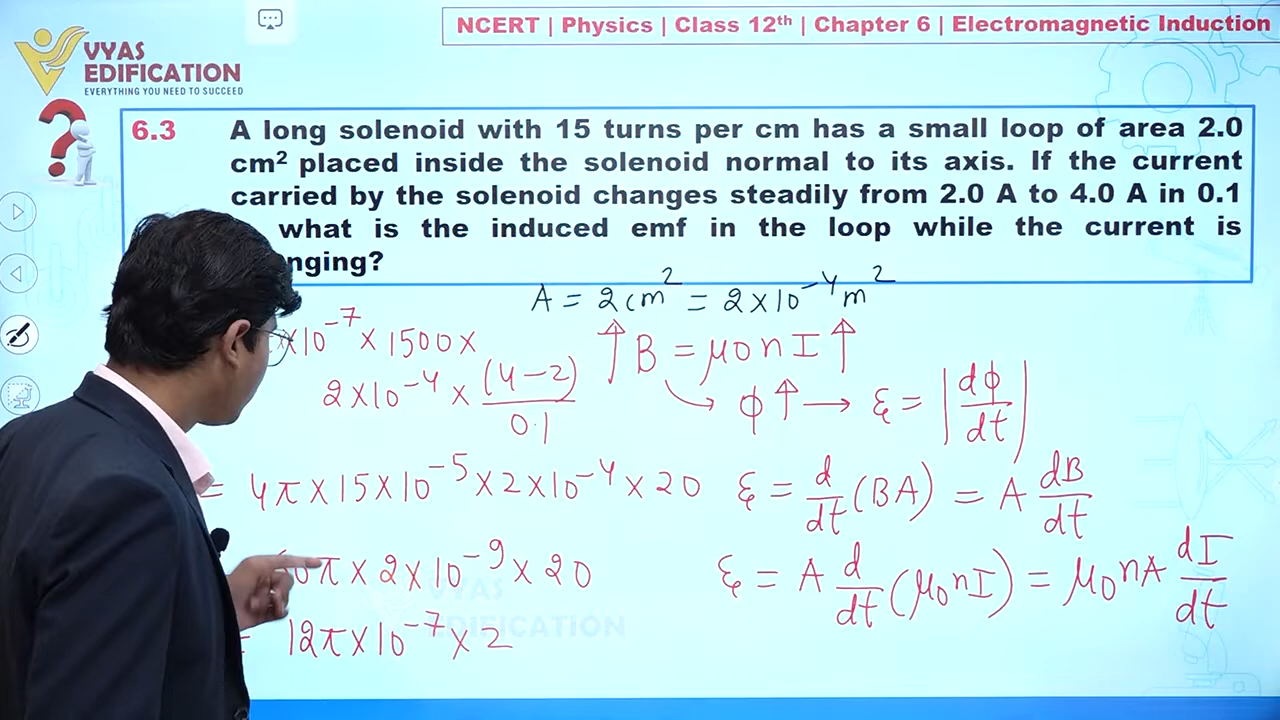 NCERT | Physics | Class 12th | Chapter 6 | Electromagnetic Induction
VYAS
EDIFICATION
EVERYTHING YOU NEED TO SUCCEED
6.3 A long solenoid with 15 turns per cm has a small loop of area 2.0
cm² placed inside the solenoid normal to its axis. If the current
carried by the solenoid changes steadily from 2.0 A to 4.0 A in 0.1
what is the induced emf in the loop while the current is
nging?
A = 2cm² = 2×10⁻⁴m²
×10⁻⁷ × 1500 ×
2×10⁻⁴ × (4-2)/0.1
↑ B = μ0 n I ↑
φ ↑ → ε = |dφ/dt|
= 4π × 15 × 10⁻⁵ × 2 × 10⁻⁴ × 20
ε = d/dt (BA) = A dB/dt
0π × 2 × 10⁻⁹ × 20
ε = A d/dt (μ0nI) = μ0nA dI/dt
= 12π × 10⁻⁷ × 2
VYAS
EDIFICATION